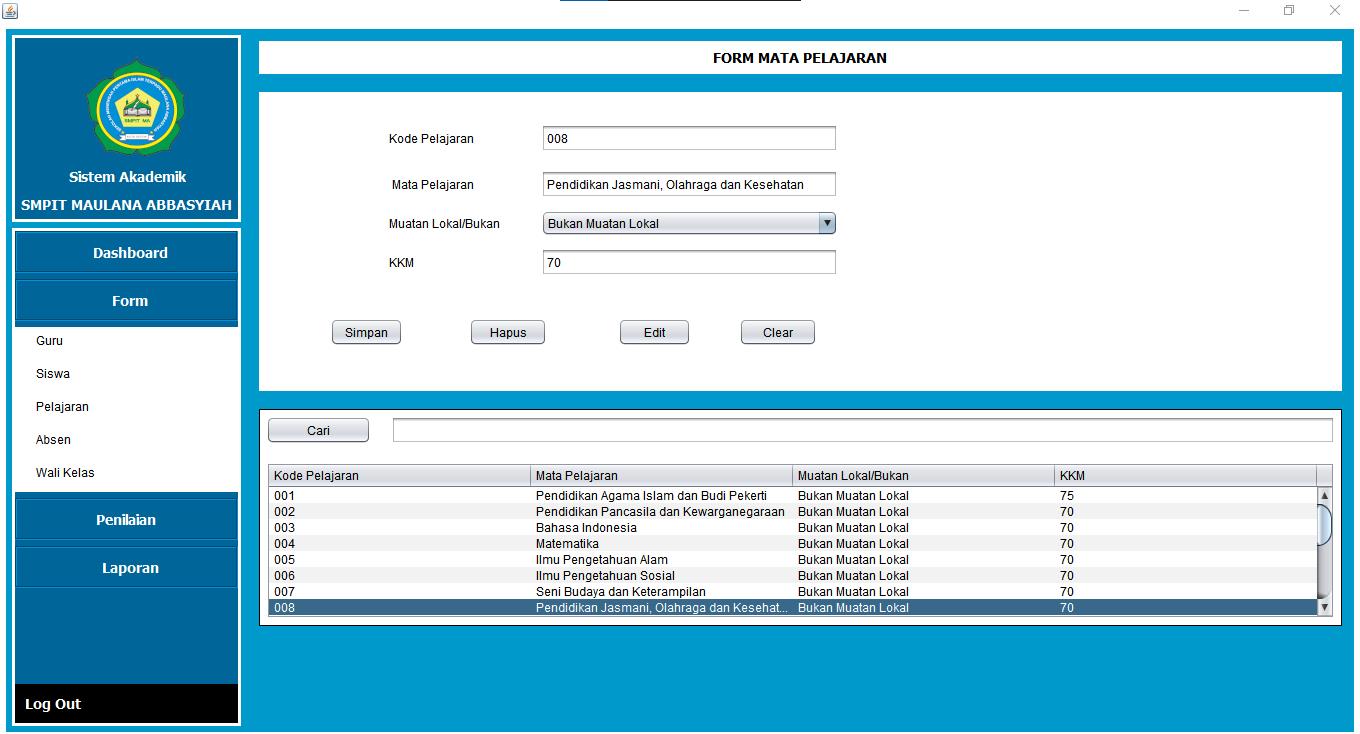 FORM MATA PELAJARAN
SMPIT MA
Sistem Akademik
SMPIT MAULANA ABBASYIAH
Dashboard
Form
Guru
Siswa
Pelajaran
Absen
Wali Kelas
Penilaian
Laporan
Log Out
Kode Pelajaran 008
Mata Pelajaran Pendidikan Jasmani, Olahraga dan Kesehatan
Muatan Lokal/Bukan Bukan Muatan Lokal
KKM 70
Simpan Hapus Edit Clear
Cari
Kode Pelajaran Mata Pelajaran Muatan Lokal/Bukan KKM
001 Pendidikan Agama Islam dan Budi Pekerti Bukan Muatan Lokal 75
002 Pendidikan Pancasila dan Kewarganegaraan Bukan Muatan Lokal 70
003 Bahasa Indonesia Bukan Muatan Lokal 70
004 Matematika Bukan Muatan Lokal 70
005 Ilmu Pengetahuan Alam Bukan Muatan Lokal 70
006 Ilmu Pengetahuan Sosial Bukan Muatan Lokal 70
007 Seni Budaya dan Keterampilan Bukan Muatan Lokal 70
008 Pendidikan Jasmani, Olahraga dan Kesehat... Bukan Muatan Lokal 70